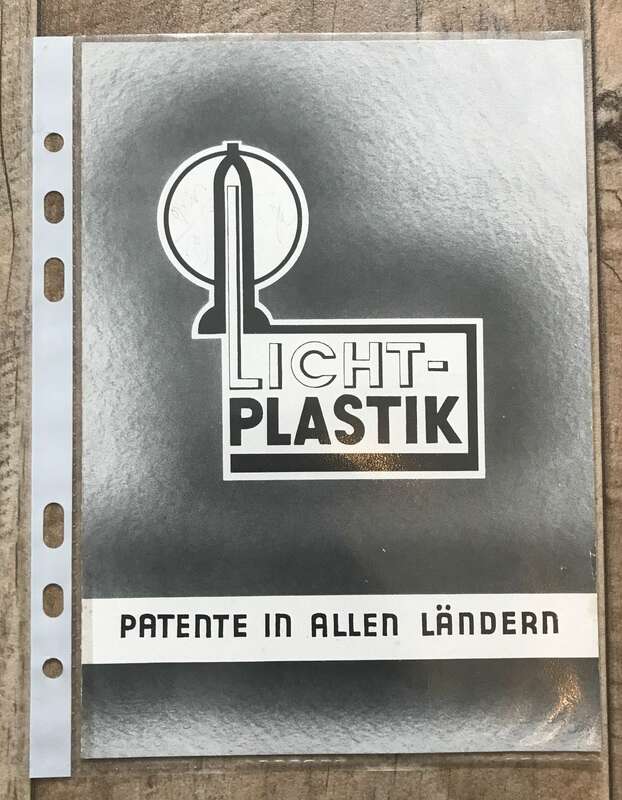 LICHT-
PLASTIK
PATENTE IN ALLEN LÄNDERN